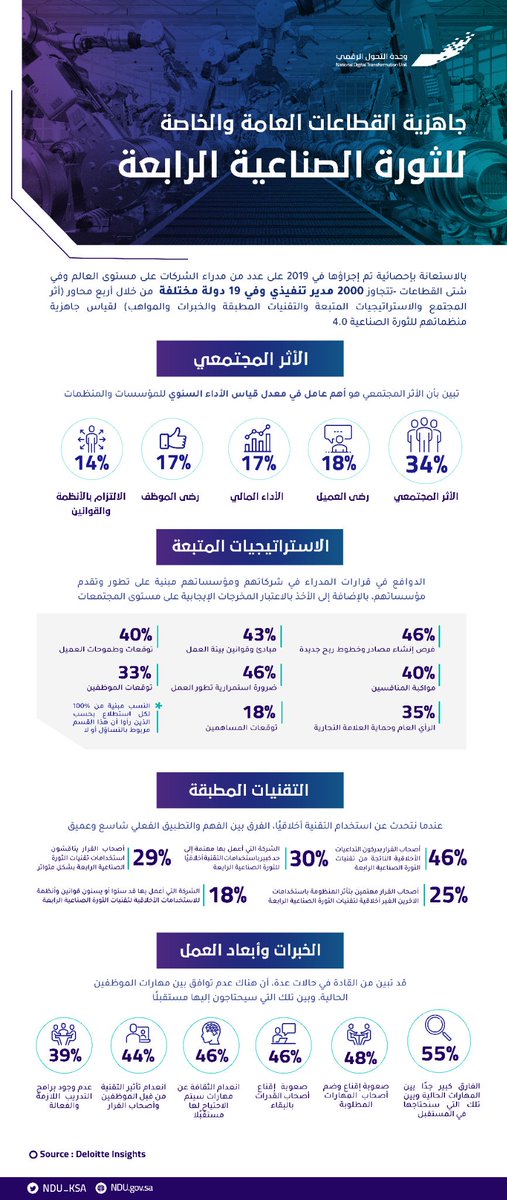 وحدة التحول الرقمي
National Digital Transformation Unit
جاهزية القطاعات العامة والخاصة
للثورة الصناعية الرابعة
بالاستعانة بإحصائية تم إجراؤها في 2019 على عدد من مدراء الشركات على مستوى العالم وفي
شتى القطاعات -تتجاوز 2000 مدير تنفيذي وفي 19 دولة مختلفة من خلال أربع محاور (أثر
المجتمع والاستراتيجيات المتبعة والتقنيات المطبقة والخبرات والمواهب) لقياس جاهزية
منظماتهم للثورة الصناعية 4.0
الأثر المجتمعي
تبين بأن الأثر المجتمعي هو أهم عامل في معدل قياس الأداء السنوي للمؤسسات والمنظمات
34%
الأثر المجتمعي
18%
رضى العميل
17%
الأداء المالي
17%
رضى الموظف
14%
الالتزام بالأنظمة
والقوانين
الاستراتيجيات المتبعة
الدوافع في قرارات المدراء في شركاتهم ومؤسساتهم مبنية على تطور وتقدم
مؤسساتهم، بالإضافة إلى الأخذ بالاعتبار المخرجات الإيجابية على مستوى المجتمعات
46%
فرص إنشاء مصادر وخطوط ربح جديدة
43%
مبادئ وقوانين بيئة العمل
40%
توقعات وطموحات العميل
40%
مواكبة المنافسين
46%
ضرورة استمرارية تطور العمل
33%
توقعات الموظفين
35%
الرأي العام وحماية العلامة التجارية
18%
توقعات المساهمين
* النسب مبنية من 100%
لكل استطلاع بحسب
الذين رأوا أن هذا القسم
مربوط بالتساؤل أو لا
التقنيات المطبقة
عندما نتحدث عن استخدام التقنية أخلاقيًا، الفرق بين الفهم والتطبيق الفعلي شاسع وعميق
46%
أصحاب القرار يدركون التداعيات
الأخلاقية الناتجة من تقنيات
الثورة الصناعية الرابعة
30%
الشركة التي أعمل بها مهتمة إلى
حد كبير باستخدامات التقنية أخلاقيًا
للثورة الصناعية الرابعة
29%
أصحاب القرار يناقشون
استخدامات تقنيات الثورة
الصناعية الرابعة بشكل متواتر
25%
أصحاب القرار مهتمين بتأثر المنظومة باستخدامات
الآخرين الغير أخلاقية لتقنيات الثورة الصناعية الرابعة
18%
الشركة التي أعمل بها قد سنوا أو يسنون قوانين وأنظمة
للاستخدامات الأخلاقية لتقنيات الثورة الصناعية الرابعة
الخبرات وأبعاد العمل
قد تبين من القادة في حالات عدة، أن هناك عدم توافق بين مهارات الموظفين
الحالية، وبين تلك التي سيحتاجون إليها مستقبلًا
55%
الفارق كبير جدًا بين
المهارات الحالية وبين
تلك التي سنحتاجها
في المستقبل
48%
صعوبة إقناع وضم
أصحاب المهارات
المطلوبة
46%
صعوبة إقناع
أصحاب القدرات
بالبقاء
46%
انعدام الثقافة عن
مهارات سيتم
الاحتياج لها
مستقبلًا
44%
انعدام تأثير التقنية
من قبل الموظفين
وأصحاب القرار
39%
عدم وجود برامج
التدريب اللازمة
والفعالة
Source : Deloitte Insights
NDU_KSA NDU.gov.sa